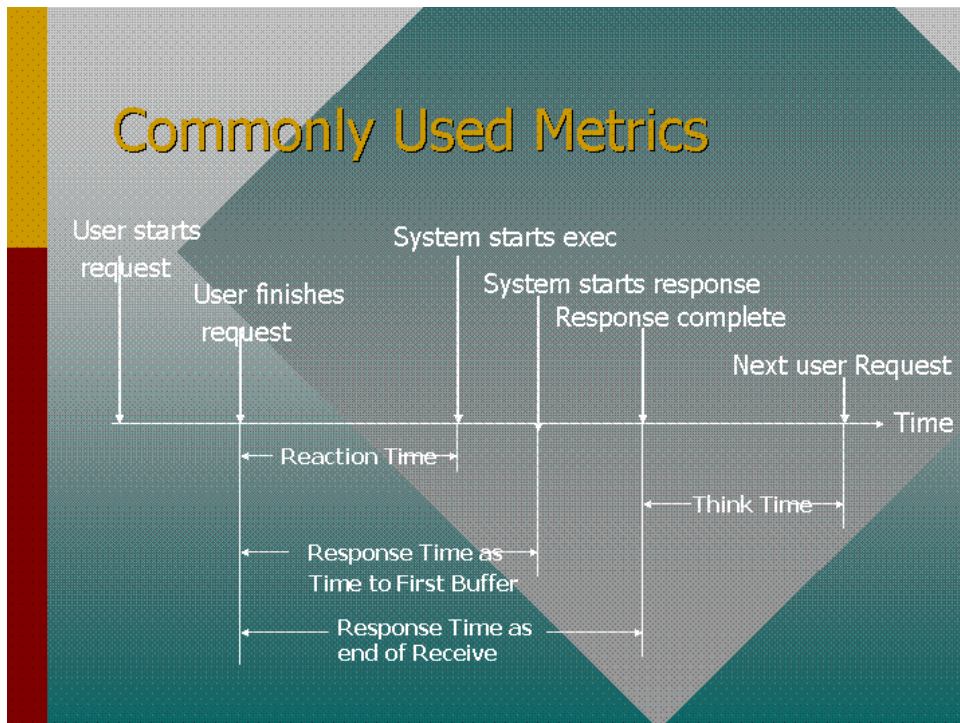 Commonly Used Metrics
User starts
request
User finishes
request
System starts exec
System starts response
Response complete
Next user Request
Time
Reaction Time
Think Time
Response Time as
Time to First Buffer
Response Time as
end of Receive